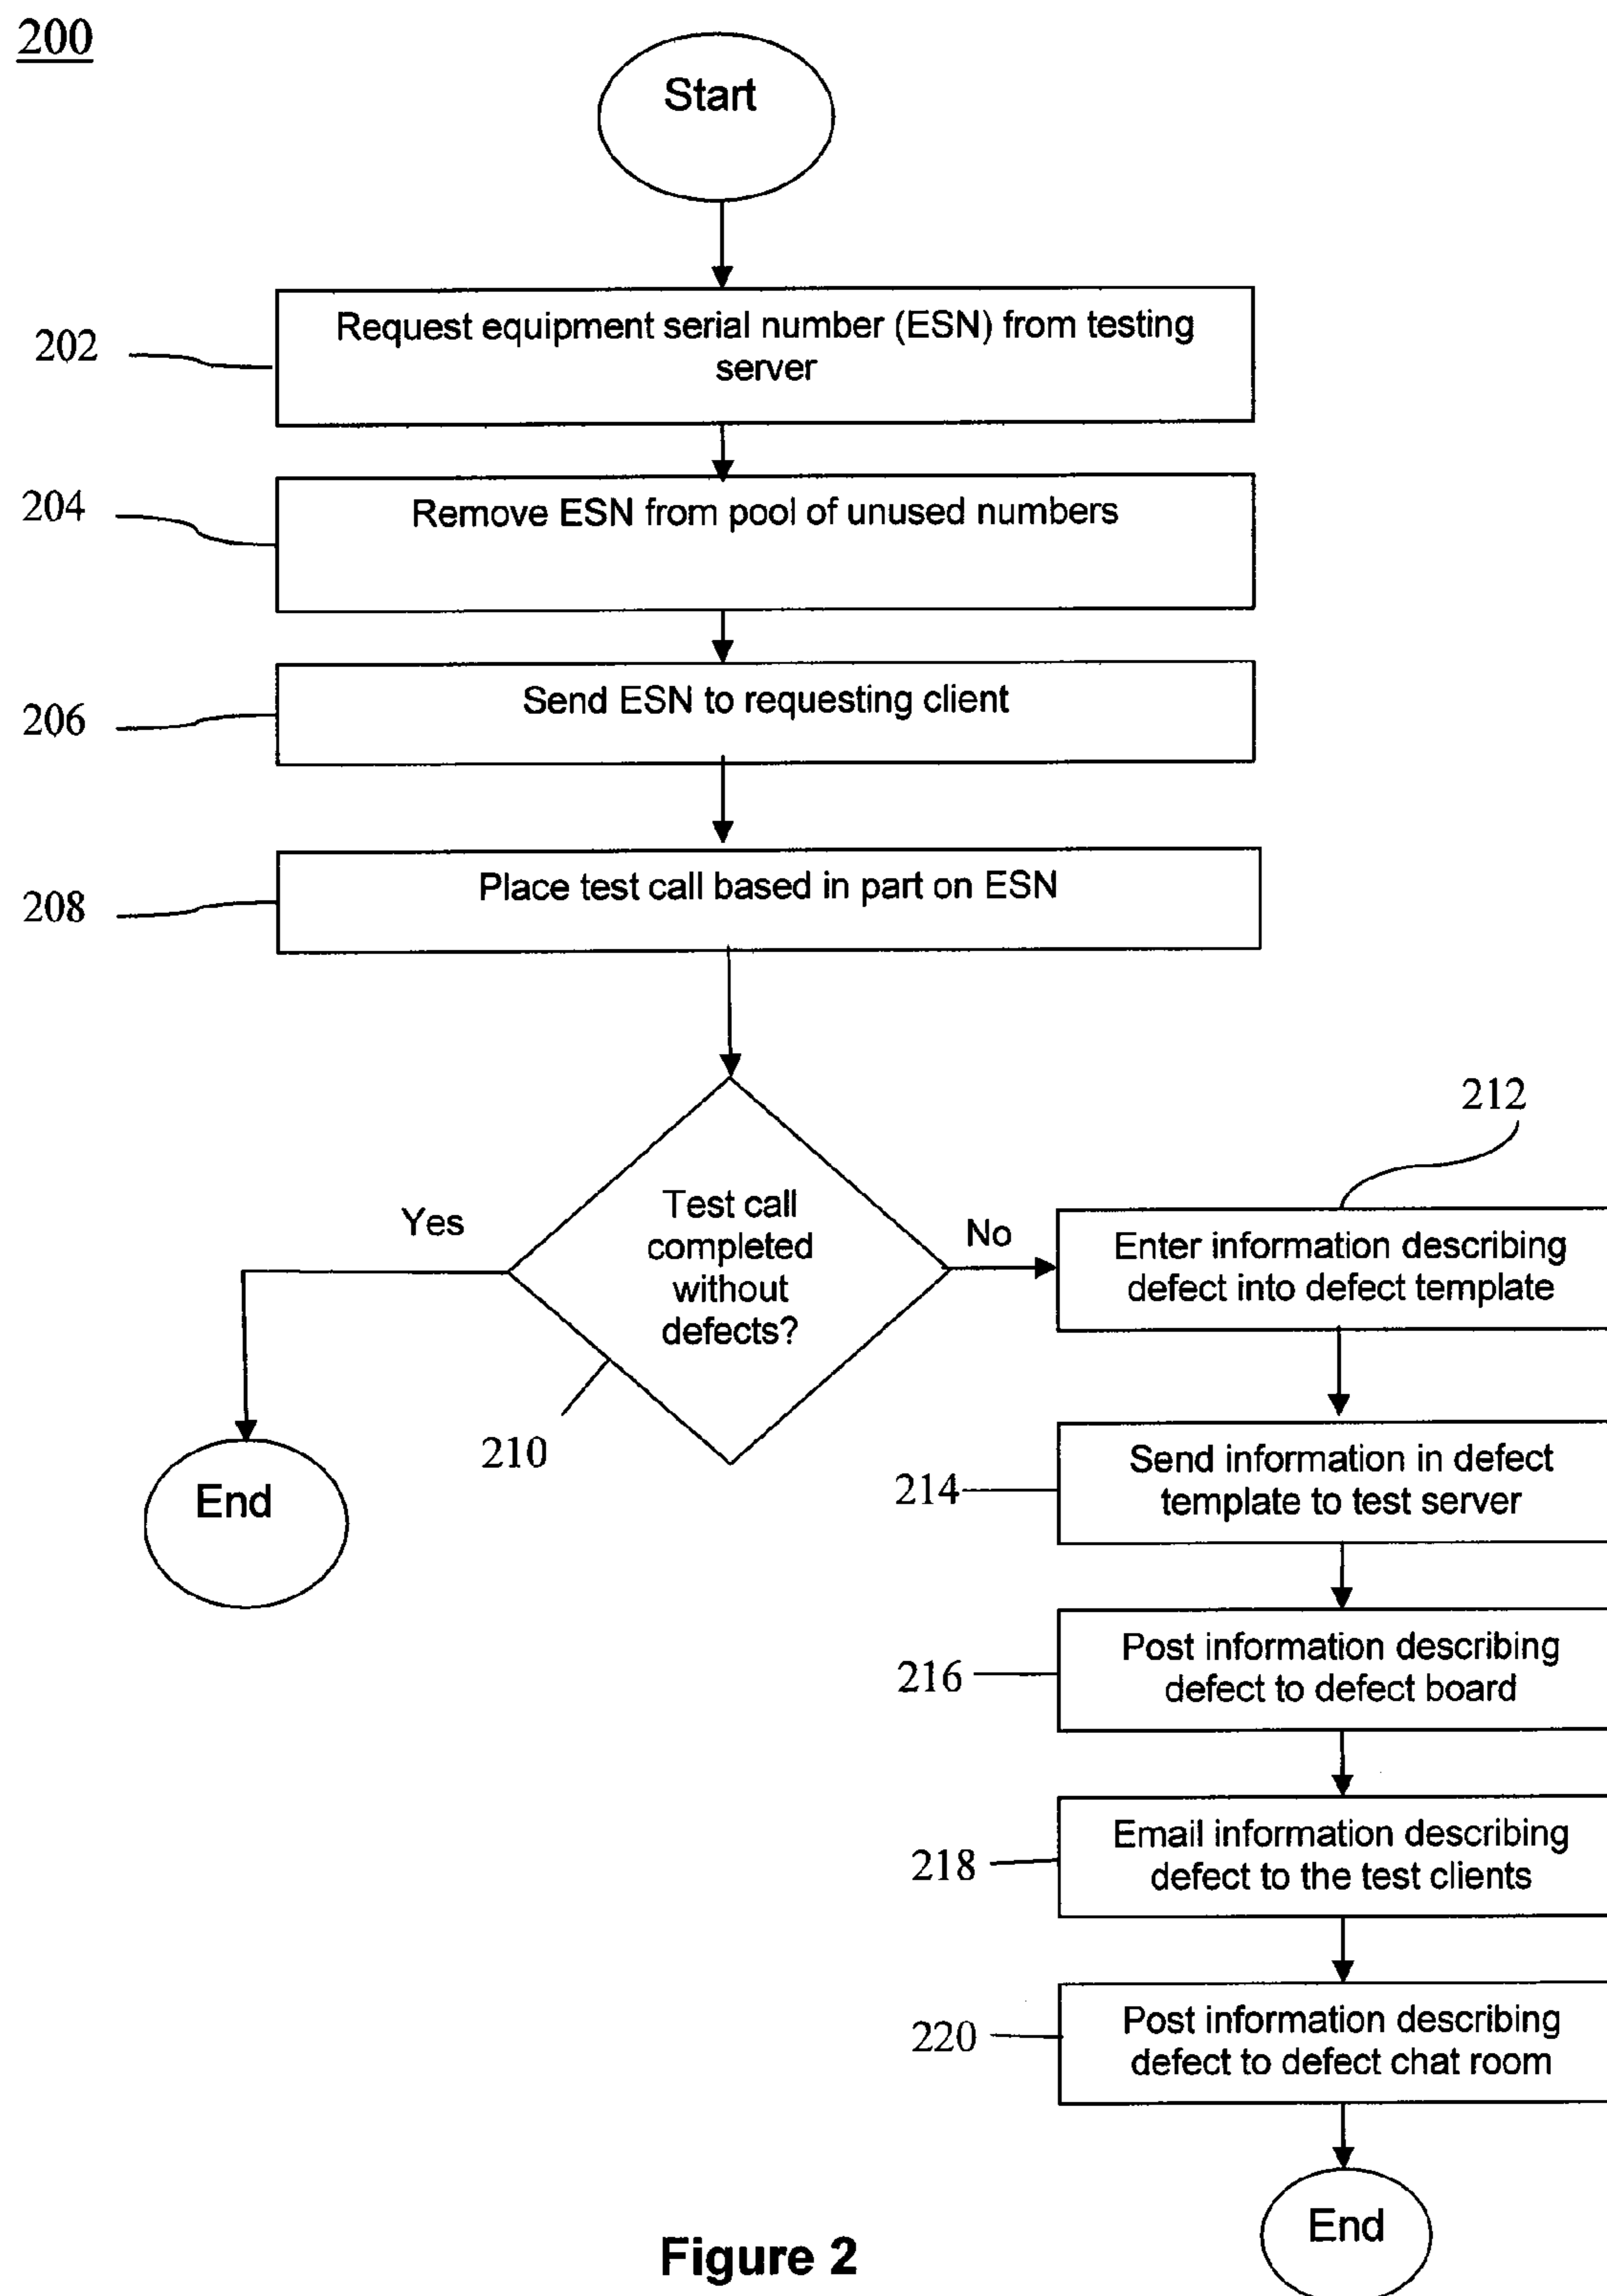 200
Start
202
Request equipment serial number (ESN) from testing
server
204
Remove ESN from pool of unused numbers
206
Send ESN to requesting client
208
Place test call based in part on ESN
212
Yes
Test call
completed
without
defects?
No
Enter information describing
defect into defect template
210
End
214
Send information in defect
template to test server
216
Post information describing
defect to defect board
218
Email information describing
defect to the test clients
220
Post information describing
defect to defect chat room
End
Figure 2